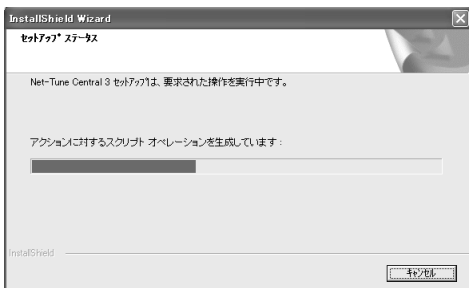 InstallShield Wizard
ｾｯﾄｱｯﾌﾟ ｽﾃｰﾀｽ
Net-Tune Central 3 ｾｯﾄｱｯﾌﾟは、要求された操作を実行中です。
アクションに対するスクリプト オペレーションを生成しています:
InstallShield
ｷｬﾝｾﾙ